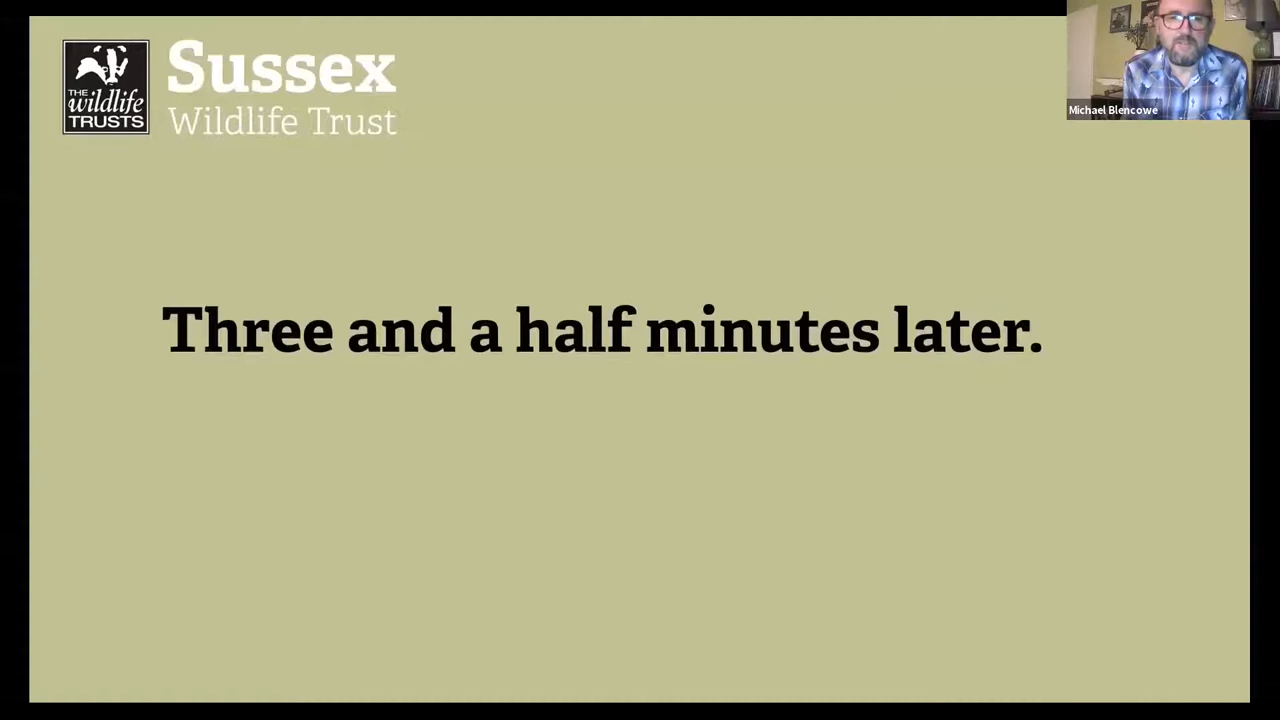 THE
wildlife
TRUSTS
Sussex
Wildlife Trust
Michael Blencowe
Three and a half minutes later.